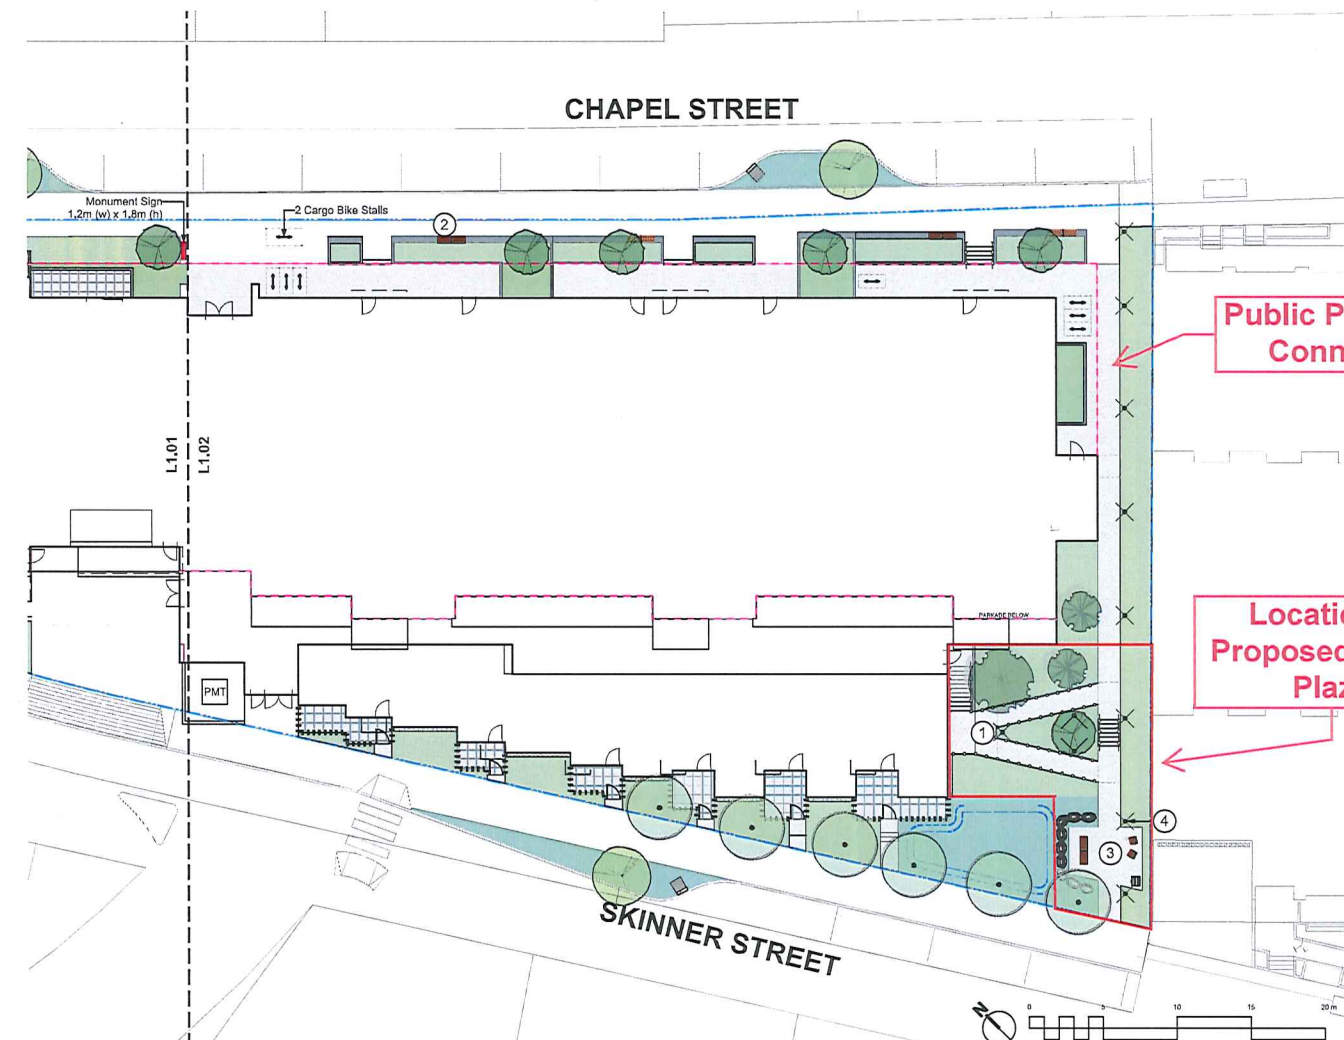 CHAPEL STREET
Monument Sign
1.2m (w) x 1.8m (h)
2 Cargo Bike Stalls
2
Public P
Conn
L1.01
L1.02
PARKADE BELOW
Locatio
Proposed
Plaz
PMT
1
4
3
SKINNER STREET
N
0 5 10 15 20 m